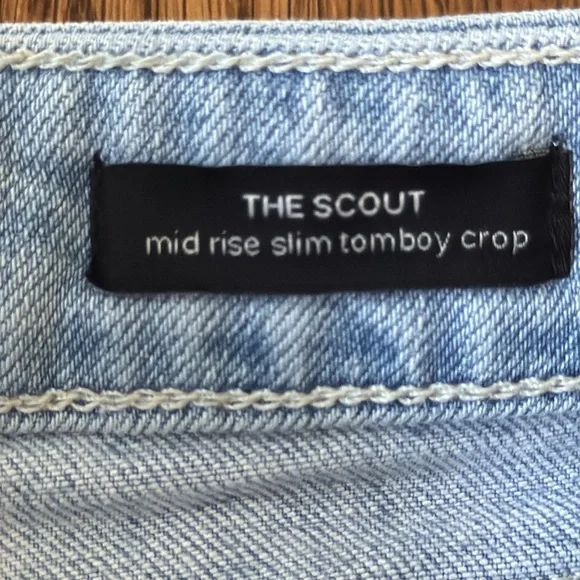 THE SCOUT
mid rise slim tomboy crop